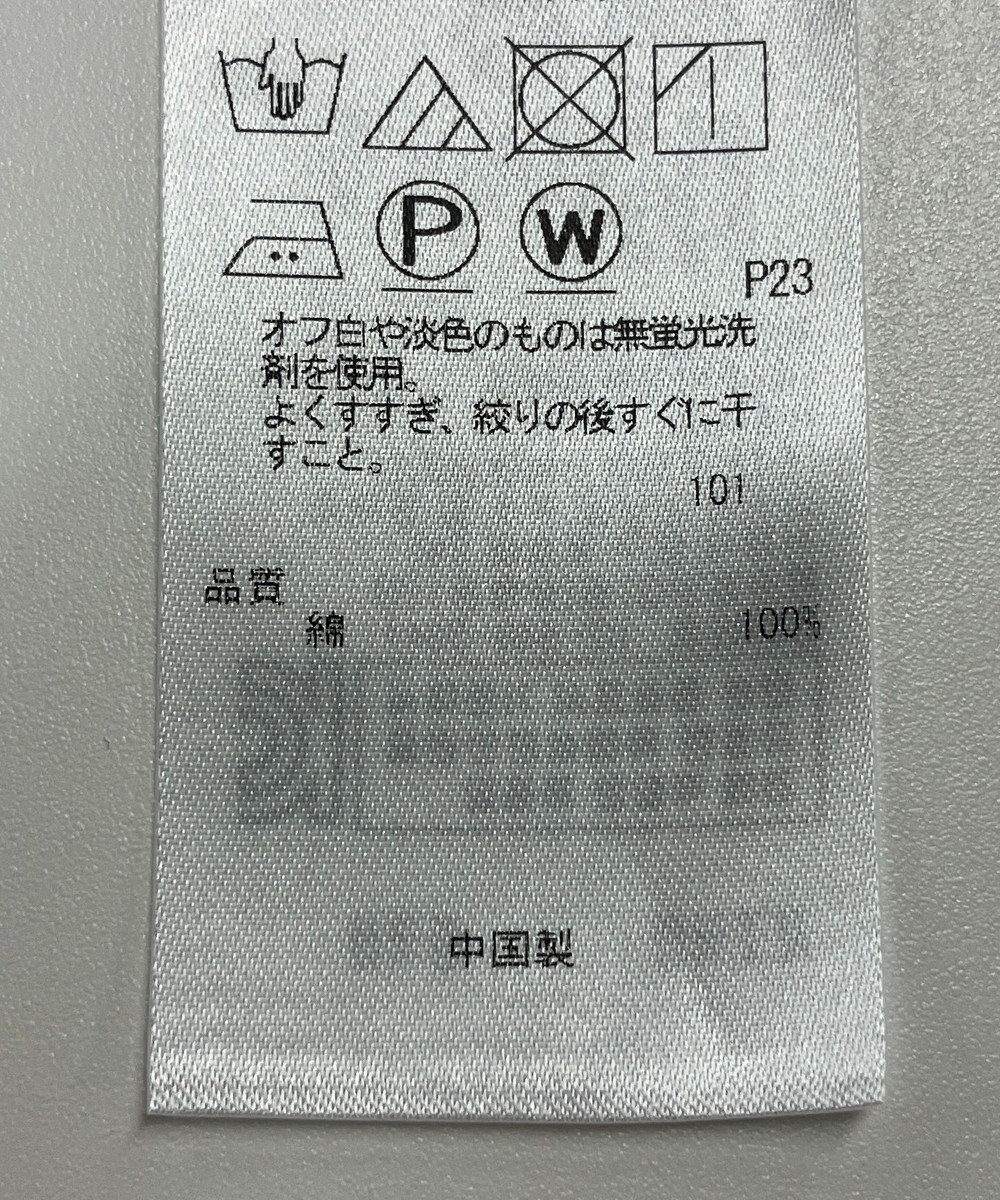 P W
P23
オフ白や淡色のものは無蛍光洗
剤を使用。
よくすすぎ、絞りの後すぐに干
すこと。
101
品質
綿 100%
中国製